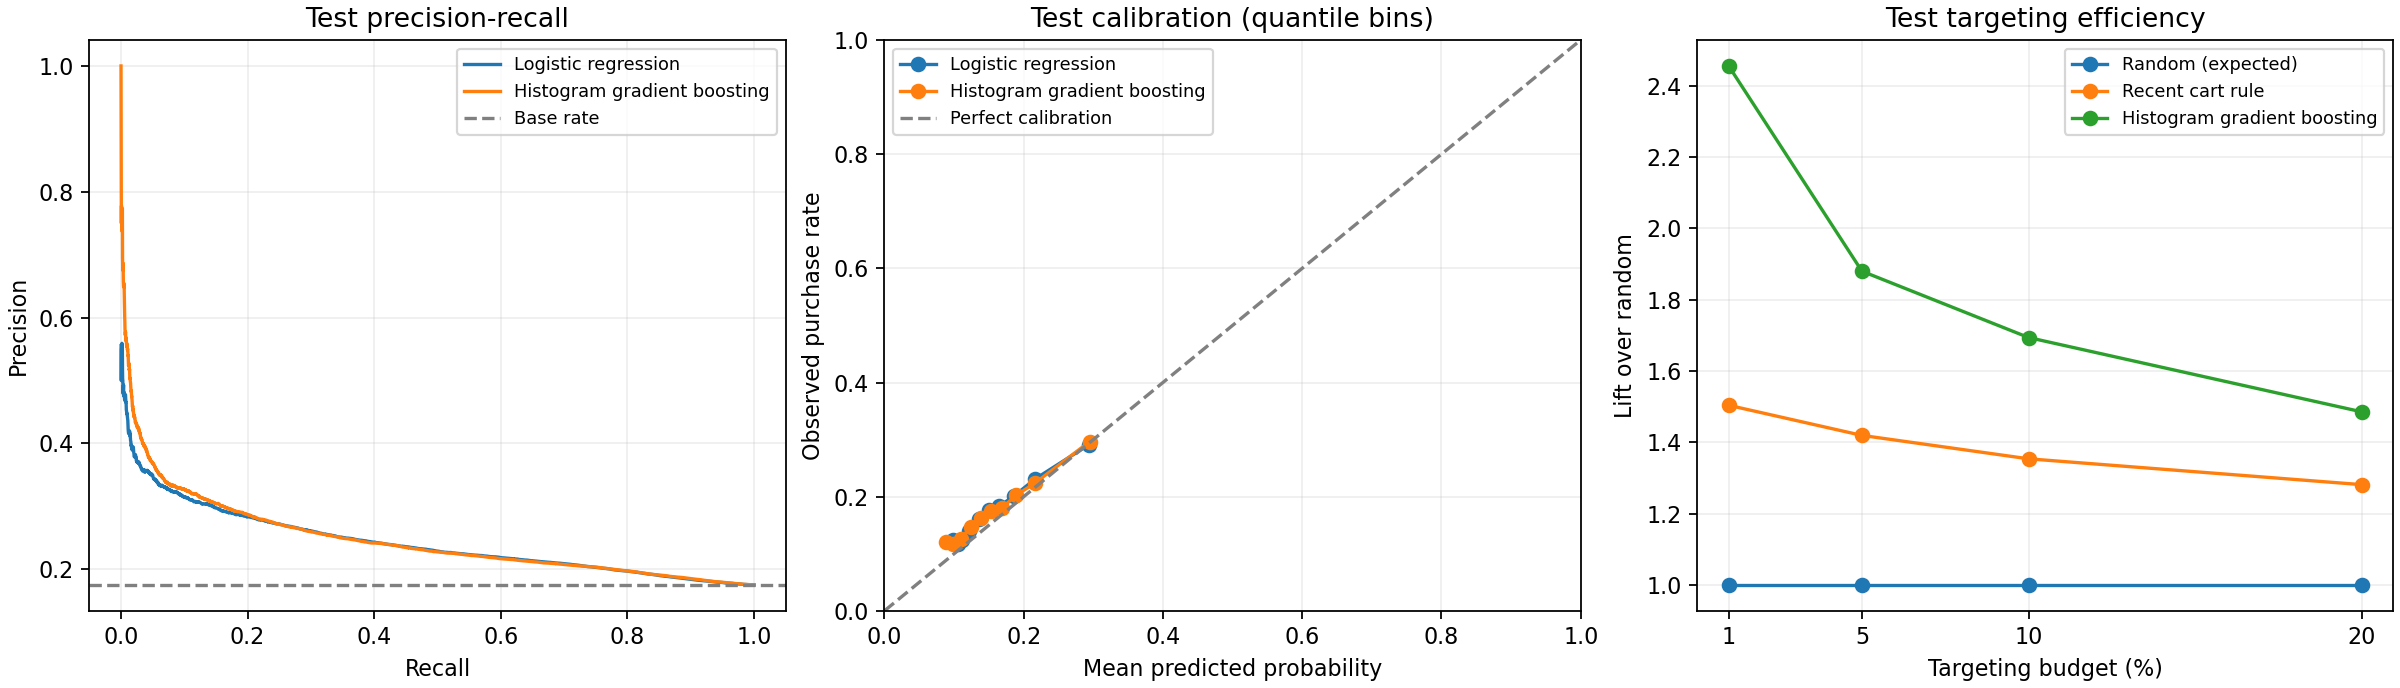 Test precision-recall
Logistic regression
Histogram gradient boosting
Base rate
1.0
0.8
0.6
0.4
0.2
Precision
0.0
0.2
0.4
0.6
0.8
1.0
Recall
Test calibration (quantile bins)
Logistic regression
Histogram gradient boosting
Perfect calibration
1.0
0.8
0.6
0.4
0.2
0.0
Observed purchase rate
0.0
0.2
0.4
0.6
0.8
1.0
Mean predicted probability
Test targeting efficiency
Random (expected)
Recent cart rule
Histogram gradient boosting
2.4
2.2
2.0
1.8
1.6
1.4
1.2
1.0
Lift over random
1
5
10
20
Targeting budget (%)